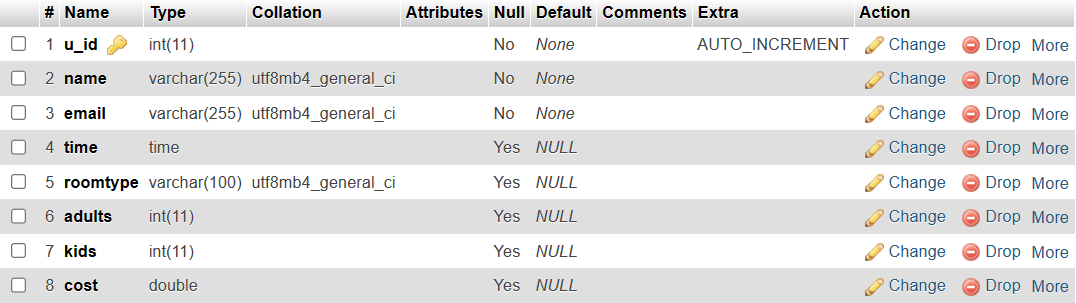 # Name Type Collation Attributes Null Default Comments Extra Action
1 u_id int(11) No None AUTO_INCREMENT Change Drop More
2 name varchar(255) utf8mb4_general_ci No None Change Drop More
3 email varchar(255) utf8mb4_general_ci No None Change Drop More
4 time time Yes NULL Change Drop More
5 roomtype varchar(100) utf8mb4_general_ci Yes NULL Change Drop More
6 adults int(11) Yes NULL Change Drop More
7 kids int(11) Yes NULL Change Drop More
8 cost double Yes NULL Change Drop More